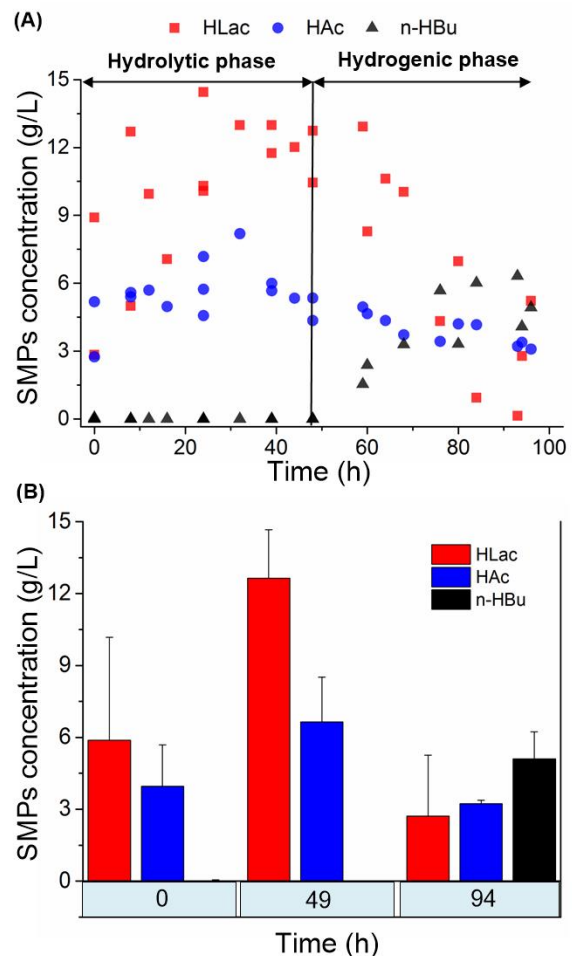 (A)
HLac HAc n-HBu
Hydrolytic phase Hydrogenic phase
15
12
9
6
3
0
SMPs concentration (g/L)
0 20 40 60 80 100
Time (h)
(B)
15
12
9
6
3
0
SMPs concentration (g/L)
HLac
HAc
n-HBu
0 49 94
Time (h)